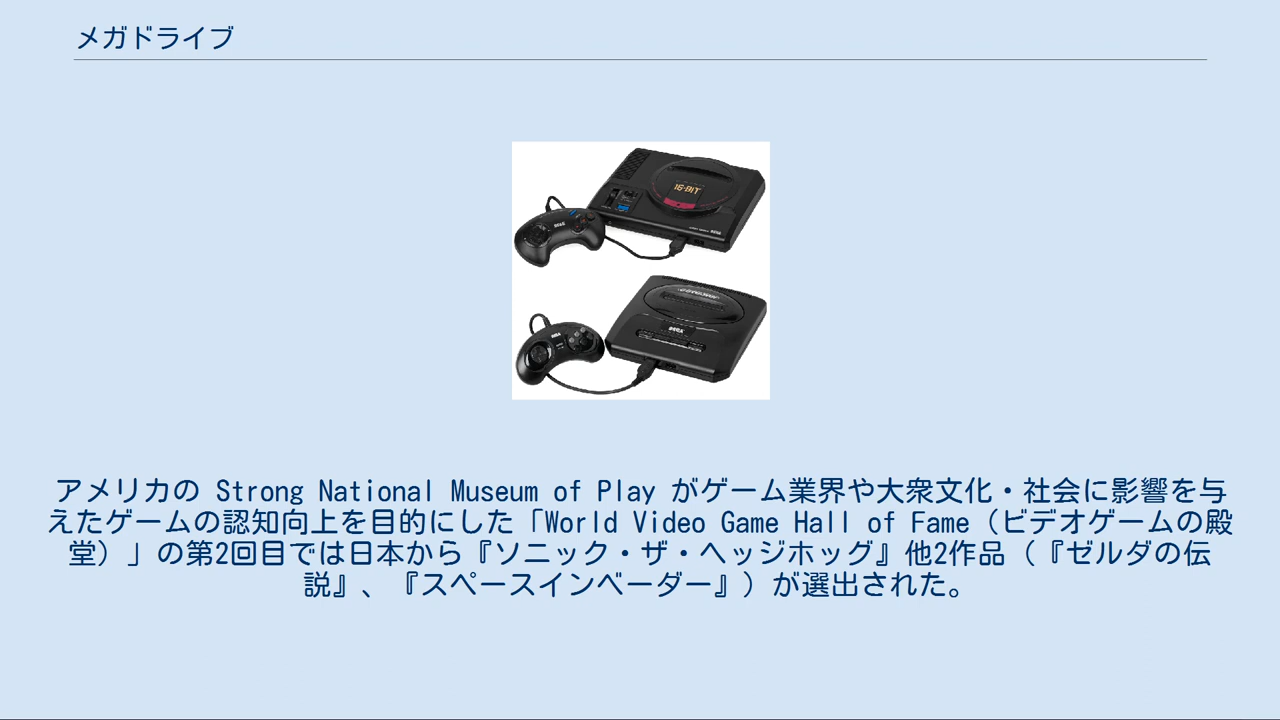 メガドライブ
16-BIT
SEGA
SEGA
SEGA
アメリカの Strong National Museum of Play がゲーム業界や大衆文化・社会に影響を与
えたゲームの認知向上を目的にした「World Video Game Hall of Fame（ビデオゲームの殿
堂）」の第2回目では日本から『ソニック・ザ・ヘッジホッグ』他2作品（『ゼルダの伝
説』、『スペースインベーダー』）が選出された。